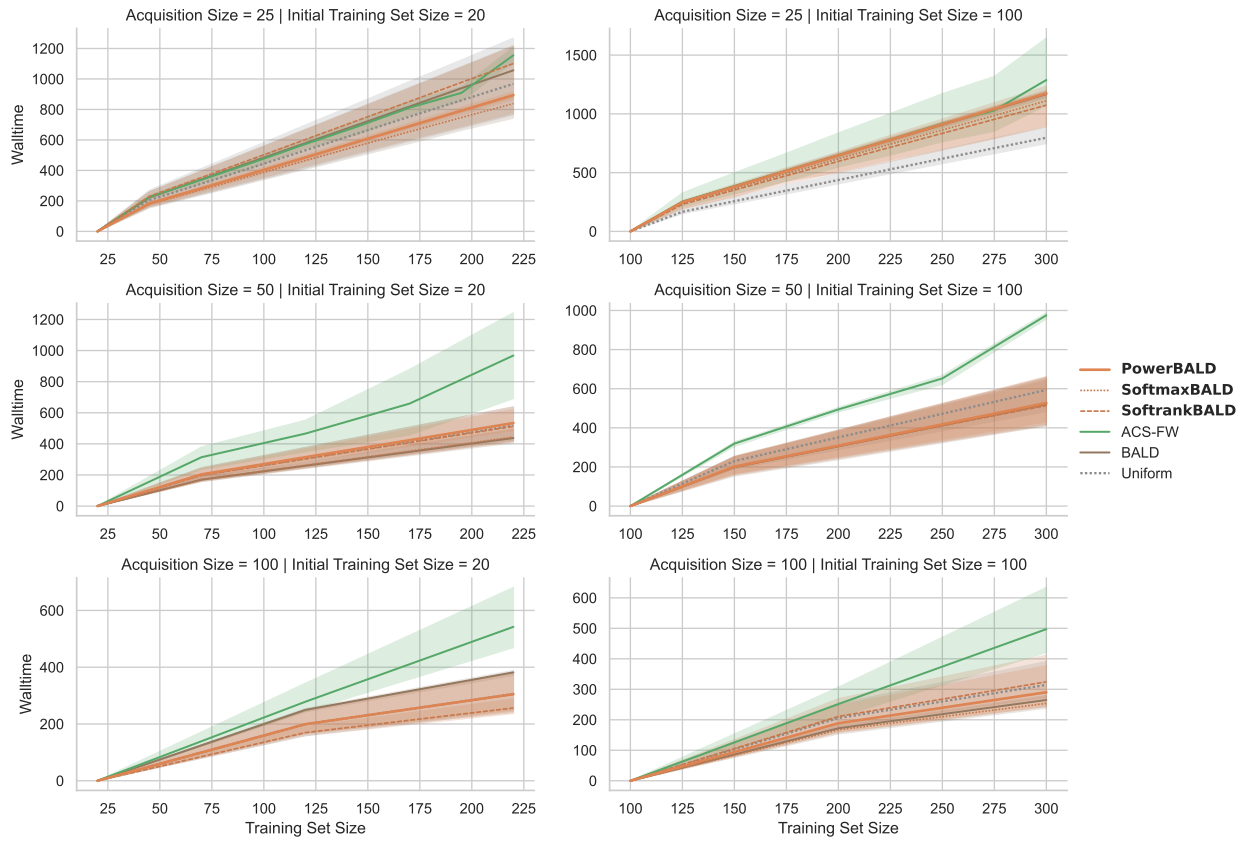 Acquisition Size = 25 | Initial Training Set Size = 20
Acquisition Size = 25 | Initial Training Set Size = 100
1200
1000
800
600
400
200
0
Walltime
25 50 75 100 125 150 175 200 225
1500
1000
500
0
100 125 150 175 200 225 250 275 300
Acquisition Size = 50 | Initial Training Set Size = 20
Acquisition Size = 50 | Initial Training Set Size = 100
1200
1000
800
600
400
200
0
Walltime
25 50 75 100 125 150 175 200 225
1000
800
600
400
200
0
100 125 150 175 200 225 250 275 300
PowerBALD
SoftmaxBALD
SoftrankBALD
ACS-FW
BALD
Uniform
Acquisition Size = 100 | Initial Training Set Size = 20
Acquisition Size = 100 | Initial Training Set Size = 100
600
400
200
0
Walltime
25 50 75 100 125 150 175 200 225
Training Set Size
600
500
400
300
200
100
0
100 125 150 175 200 225 250 275 300
Training Set Size